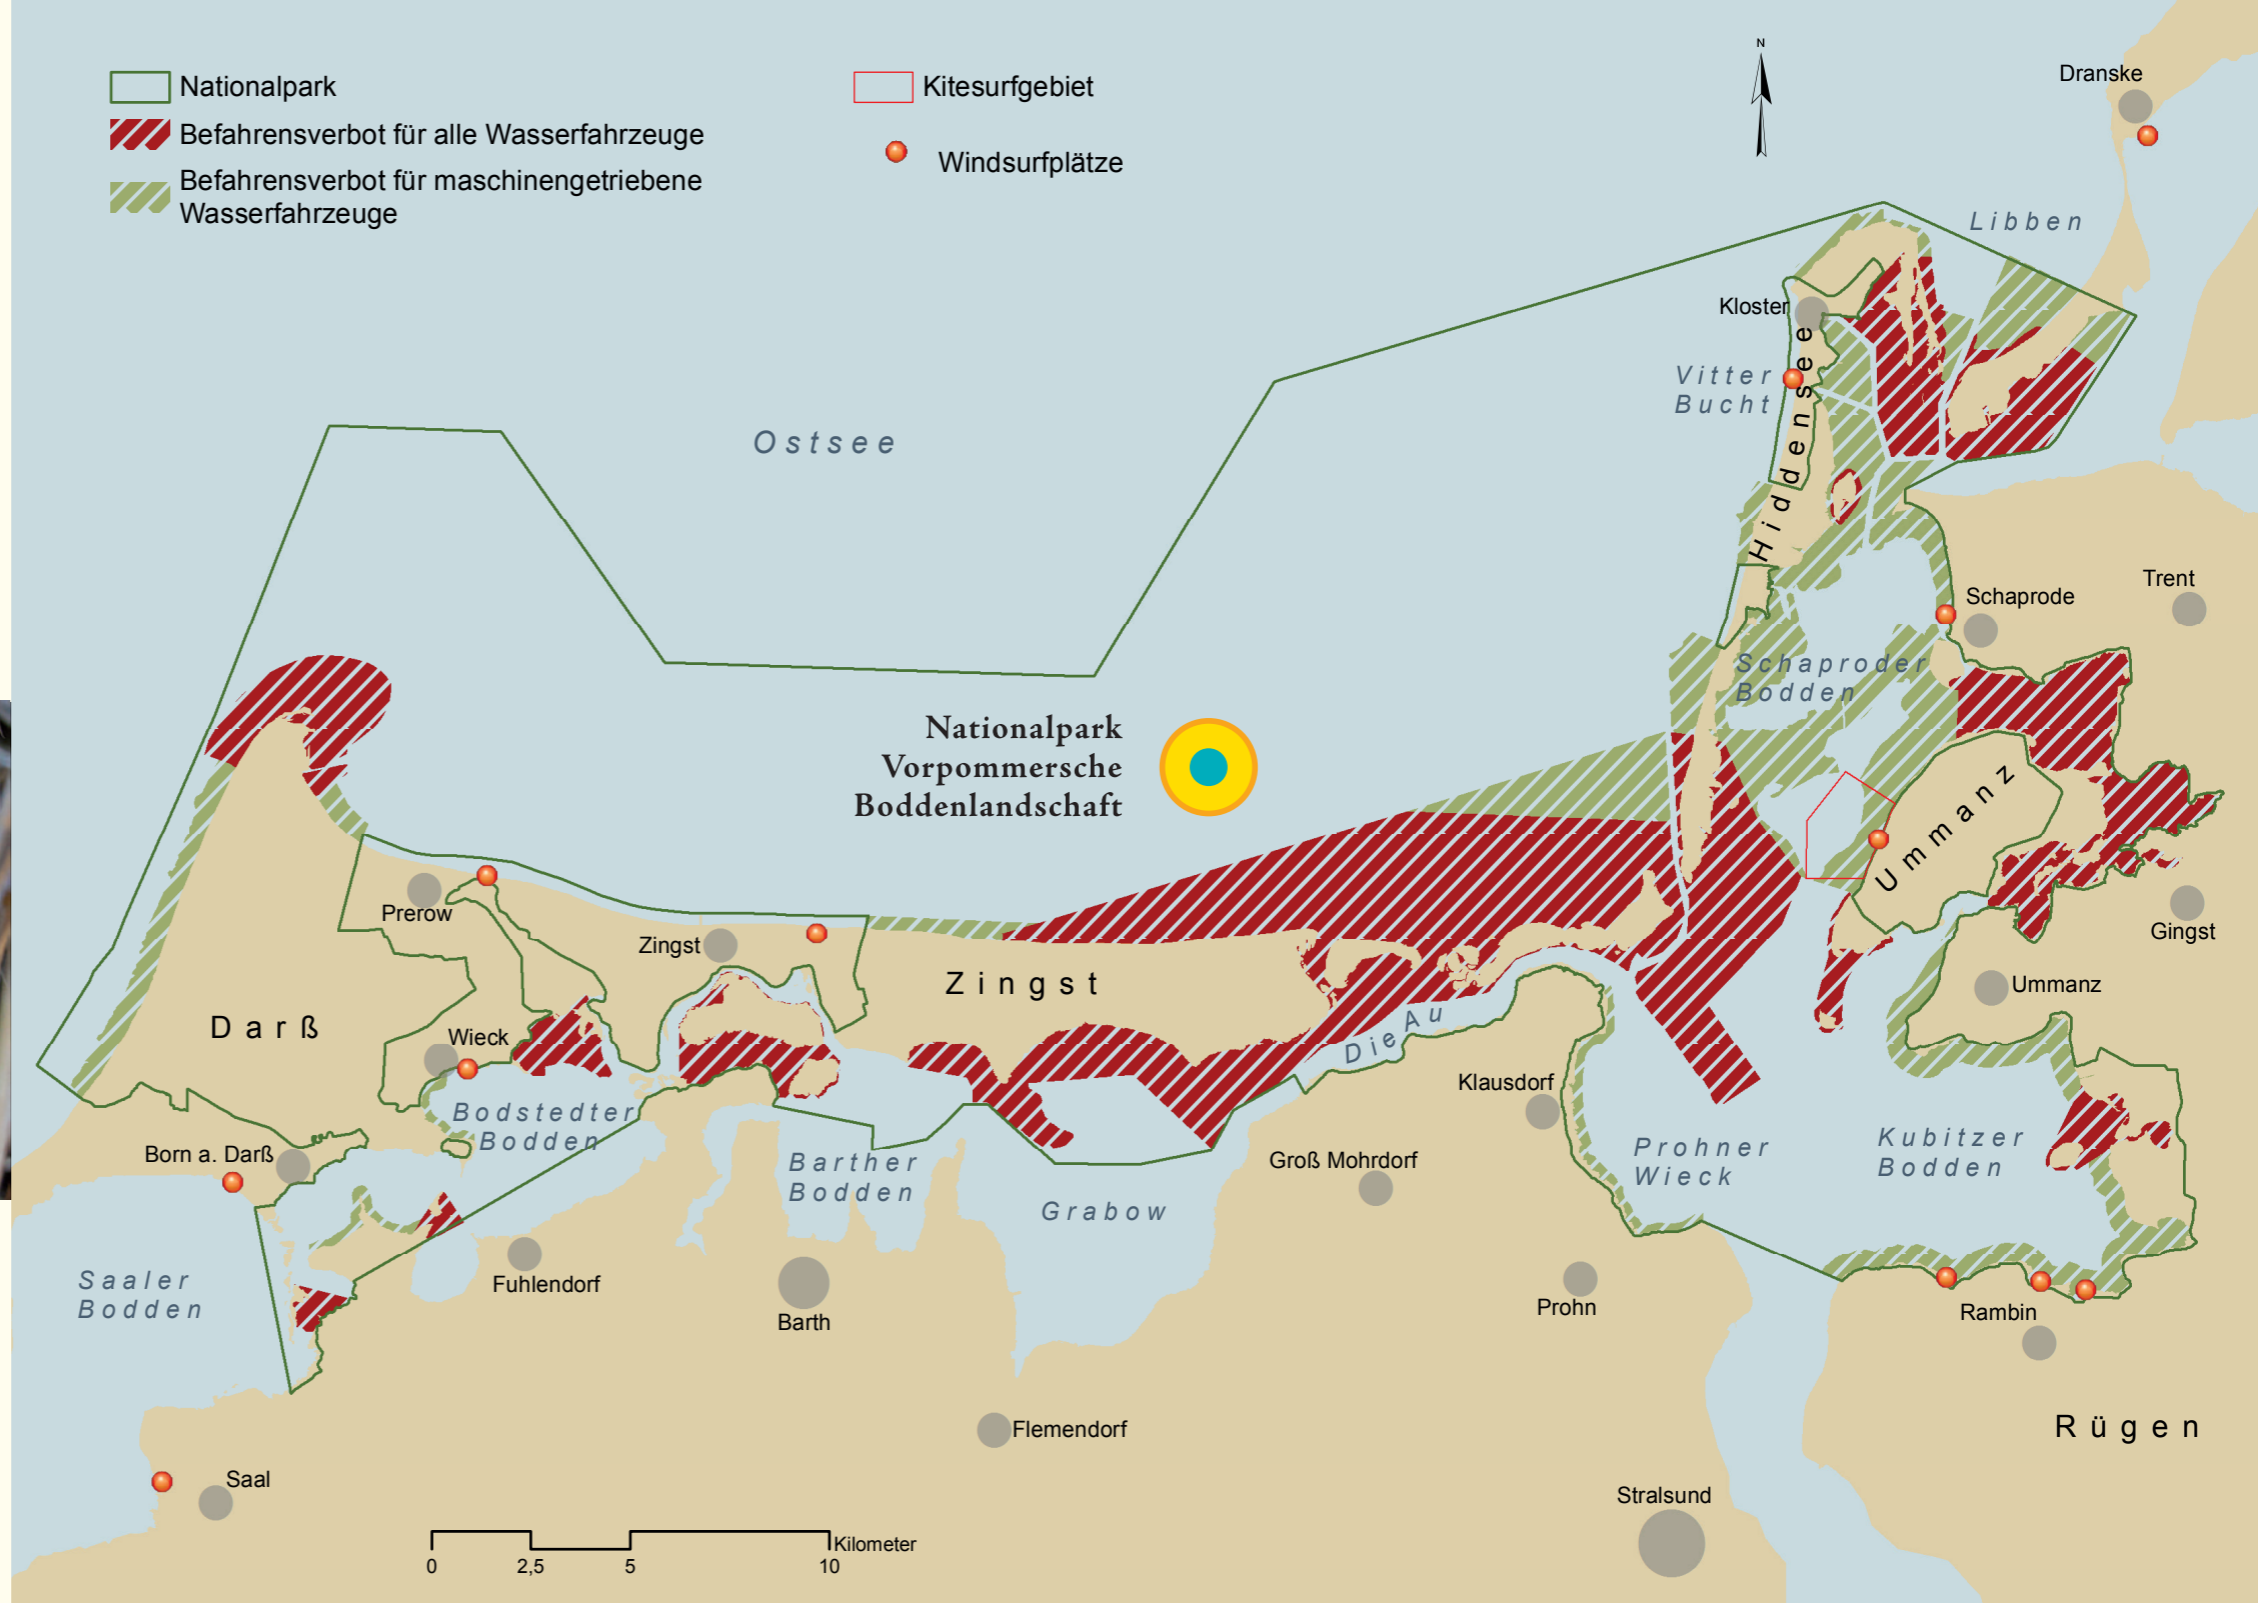 Nationalpark
Befahrensverbot für alle Wasserfahrzeuge
Befahrensverbot für maschinengetriebene
Wasserfahrzeuge
Kitesurfgebiet
Windsurfplätze
N
Dranske
Libben
Kloster
Vitter
Bucht
Hiddensee
Ostsee
Trent
Schaprode
Schaproder
Bodden
Nationalpark
Vorpommersche
Boddenlandschaft
Ummanz
Gingst
Prerow
Zingst
Zingst
Ummanz
Darß
Wieck
Die Au
Klausdorf
Bodstedter
Bodden
Born a. Darß
Barther
Bodden
Groß Mohrdorf
Prohner
Wieck
Kubitzer
Bodden
Grabow
Saaler
Bodden
Fuhlendorf
Barth
Prohn
Rambin
Flemendorf
Rügen
Saal
Stralsund
Kilometer
0 2,5 5 10